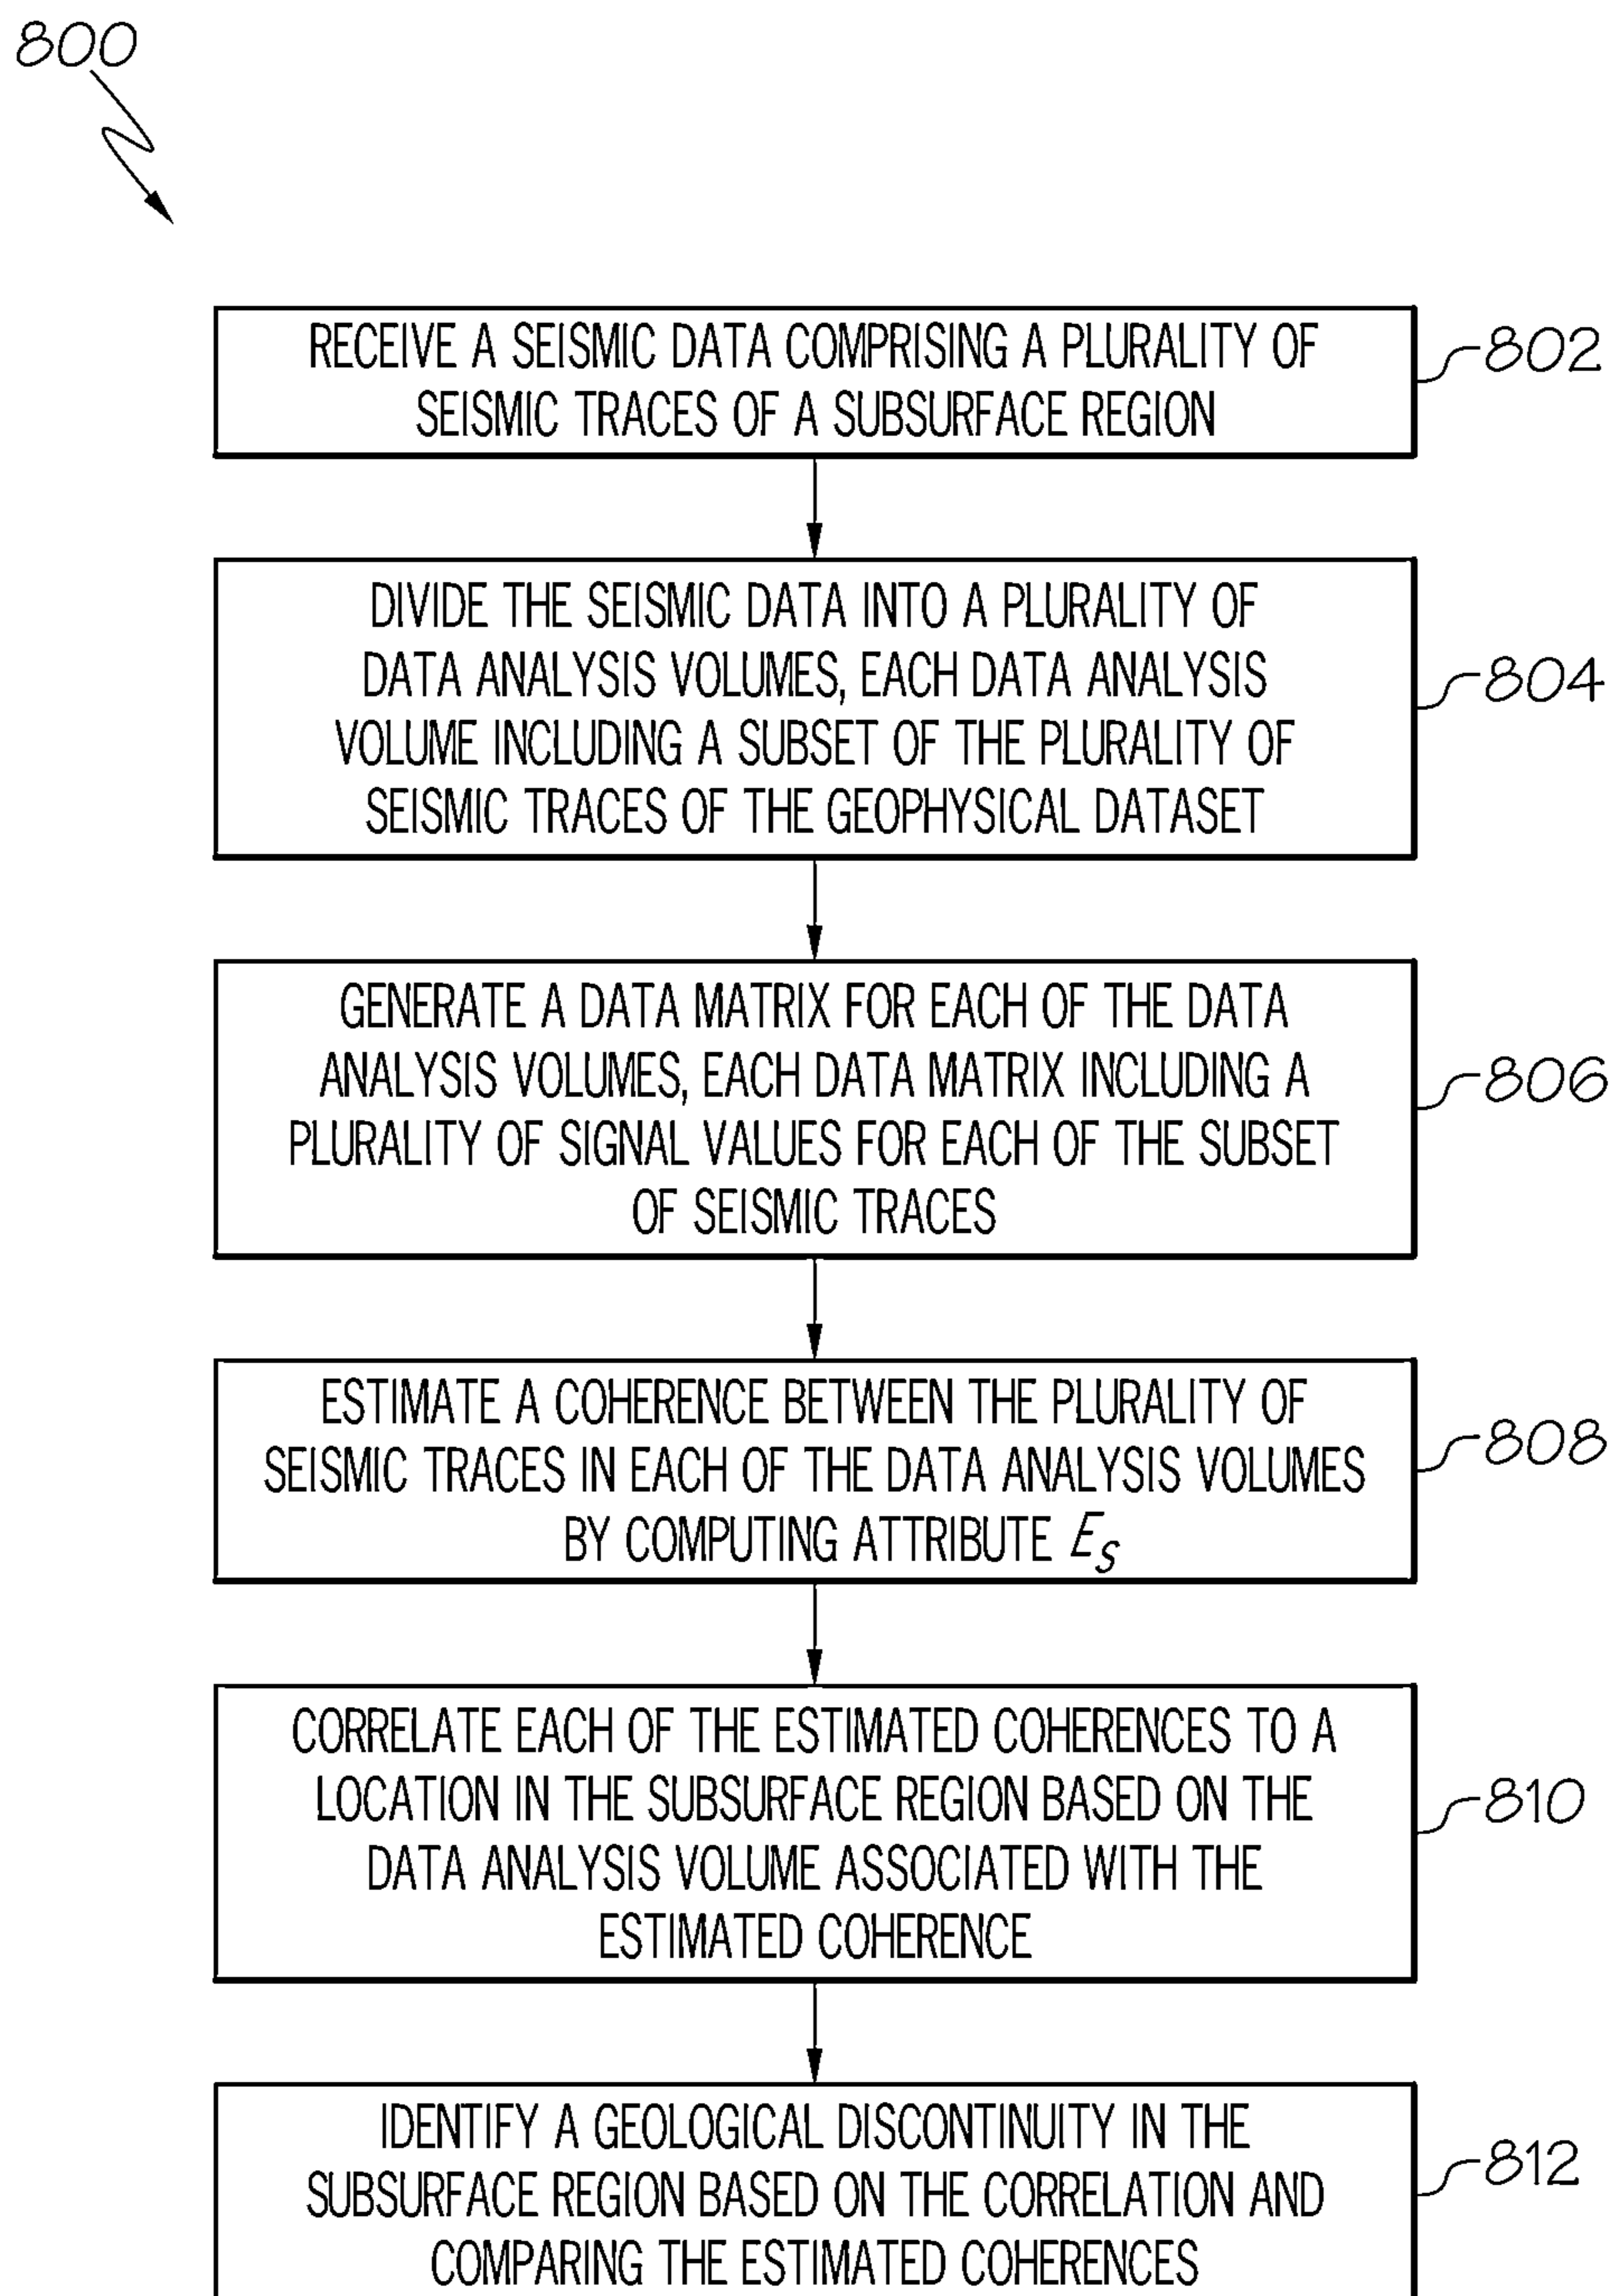 800
RECEIVE A SEISMIC DATA COMPRISING A PLURALITY OF
SEISMIC TRACES OF A SUBSURFACE REGION
802
DIVIDE THE SEISMIC DATA INTO A PLURALITY OF
DATA ANALYSIS VOLUMES, EACH DATA ANALYSIS
VOLUME INCLUDING A SUBSET OF THE PLURALITY OF
SEISMIC TRACES OF THE GEOPHYSICAL DATASET
804
GENERATE A DATA MATRIX FOR EACH OF THE DATA
ANALYSIS VOLUMES, EACH DATA MATRIX INCLUDING A
PLURALITY OF SIGNAL VALUES FOR EACH OF THE SUBSET
OF SEISMIC TRACES
806
ESTIMATE A COHERENCE BETWEEN THE PLURALITY OF
SEISMIC TRACES IN EACH OF THE DATA ANALYSIS VOLUMES
BY COMPUTING ATTRIBUTE Es
808
CORRELATE EACH OF THE ESTIMATED COHERENCES TO A
LOCATION IN THE SUBSURFACE REGION BASED ON THE
DATA ANALYSIS VOLUME ASSOCIATED WITH THE
ESTIMATED COHERENCE
810
IDENTIFY A GEOLOGICAL DISCONTINUITY IN THE
SUBSURFACE REGION BASED ON THE CORRELATION AND
COMPARING THE ESTIMATED COHERENCES
812